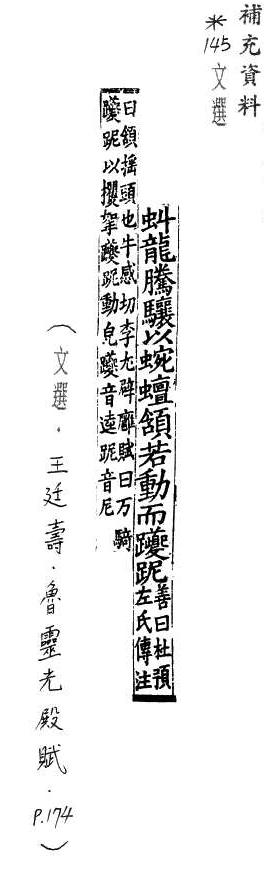 補充資料
*145 文選
虯龍騰驤以蜿蟺頷若動而躨跜善曰杜預
左氏傳注
曰頷搖頭也牛感切李尤辟廱賦曰万騎
躨跜以攫挐躨跜動皃躨音逵跜音尼
(文選.王廷壽.魯靈光殿賦.P.174)